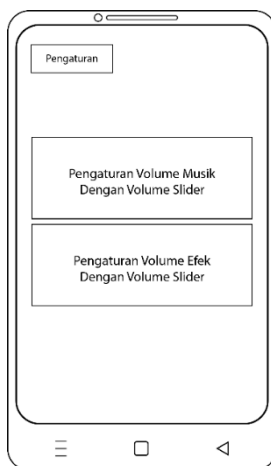 Pengaturan
Pengaturan Volume Musik
Dengan Volume Slider
Pengaturan Volume Efek
Dengan Volume Slider